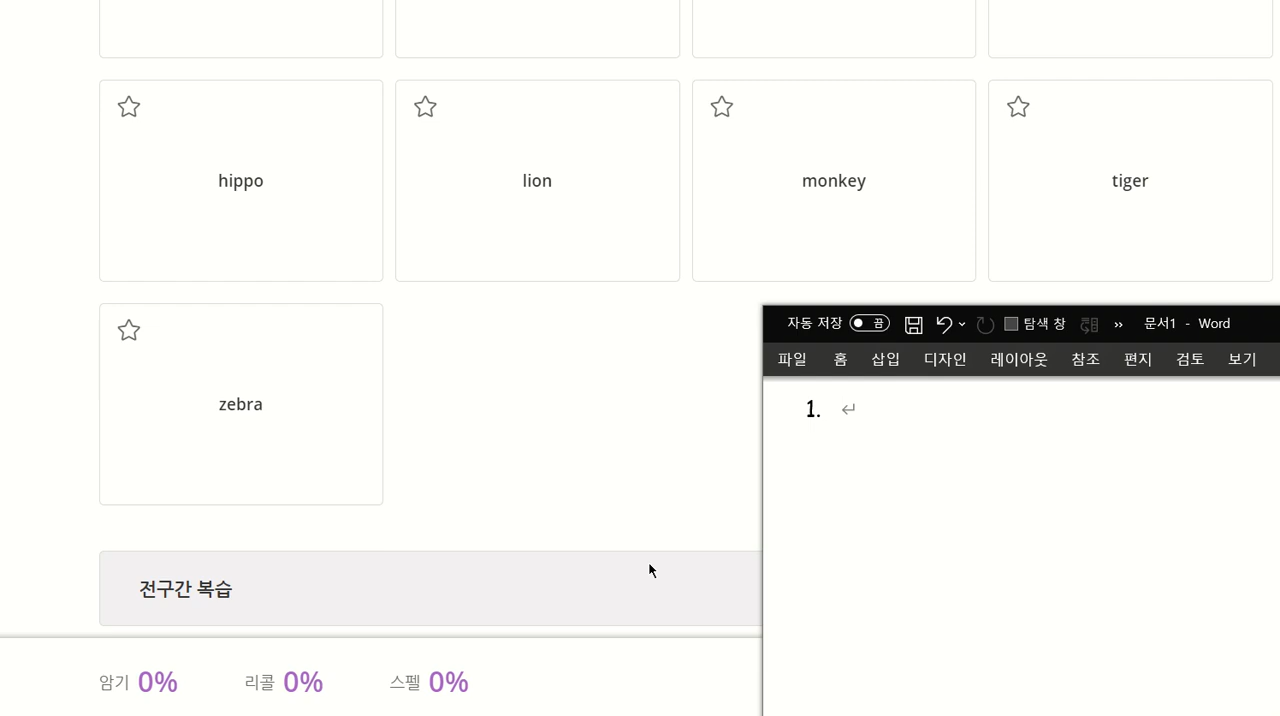 hippo lion monkey tiger
zebra
자동 저장 끔 탐색 창 ›› 문서1 - Word
파일 홈 삽입 디자인 레이아웃 참조 편지 검토 보기
1. ↵
전구간 복습
암기 0% 리콜 0% 스펠 0%